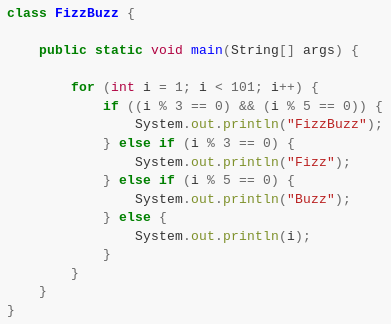 class FizzBuzz {
    public static void main(String[] args) {
        for (int i = 1; i < 101; i++) {
            if ((i % 3 == 0) && (i % 5 == 0)) {
                System.out.println("FizzBuzz");
            } else if (i % 3 == 0) {
                System.out.println("Fizz");
            } else if (i % 5 == 0) {
                System.out.println("Buzz");
            } else {
                System.out.println(i);
            }
        }
    }
}